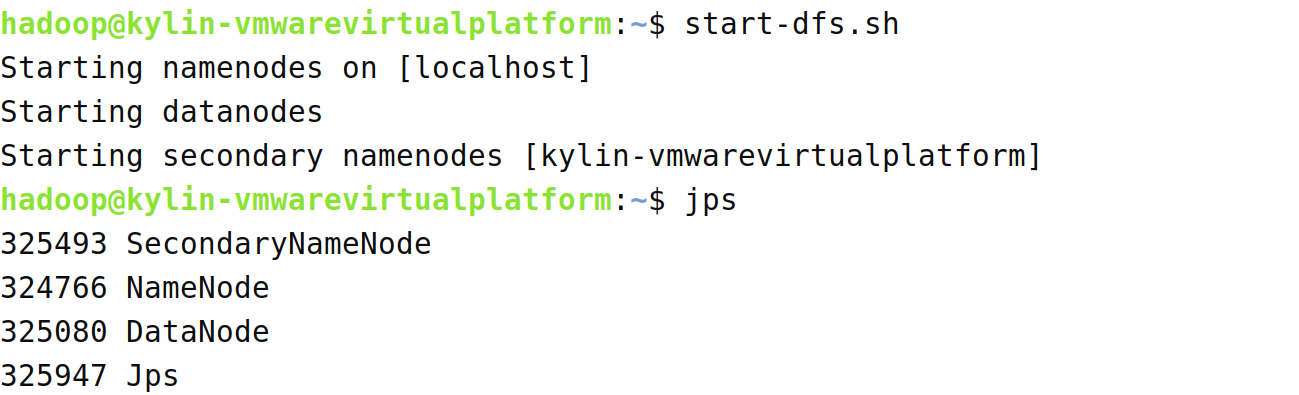 hadoop@kylin-vmwarevirtualplatform:~$ start-dfs.sh
Starting namenodes on [localhost]
Starting datanodes
Starting secondary namenodes [kylin-vmwarevirtualplatform]
hadoop@kylin-vmwarevirtualplatform:~$ jps
325493 SecondaryNameNode
324766 NameNode
325080 DataNode
325947 Jps